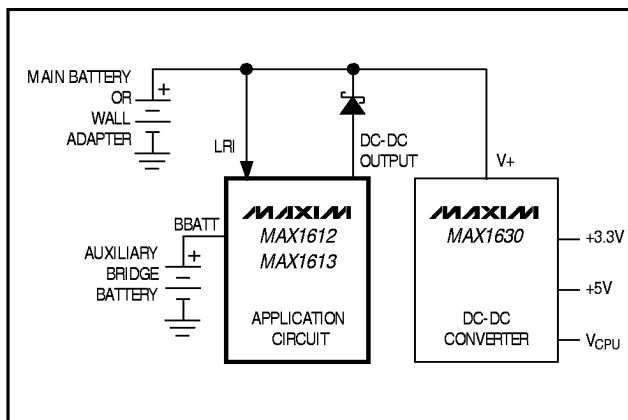 MAIN BATTERY
OR
WALL
ADAPTER
+
LRI
DC-DC
OUTPUT
V+
BBATT
+
AUXILIARY
BRIDGE
BATTERY
MAXIM
MAX1612
MAX1613
APPLICATION
CIRCUIT
MAXIM
MAX1630
DC-DC
CONVERTER
+3.3V
+5V
VCPU